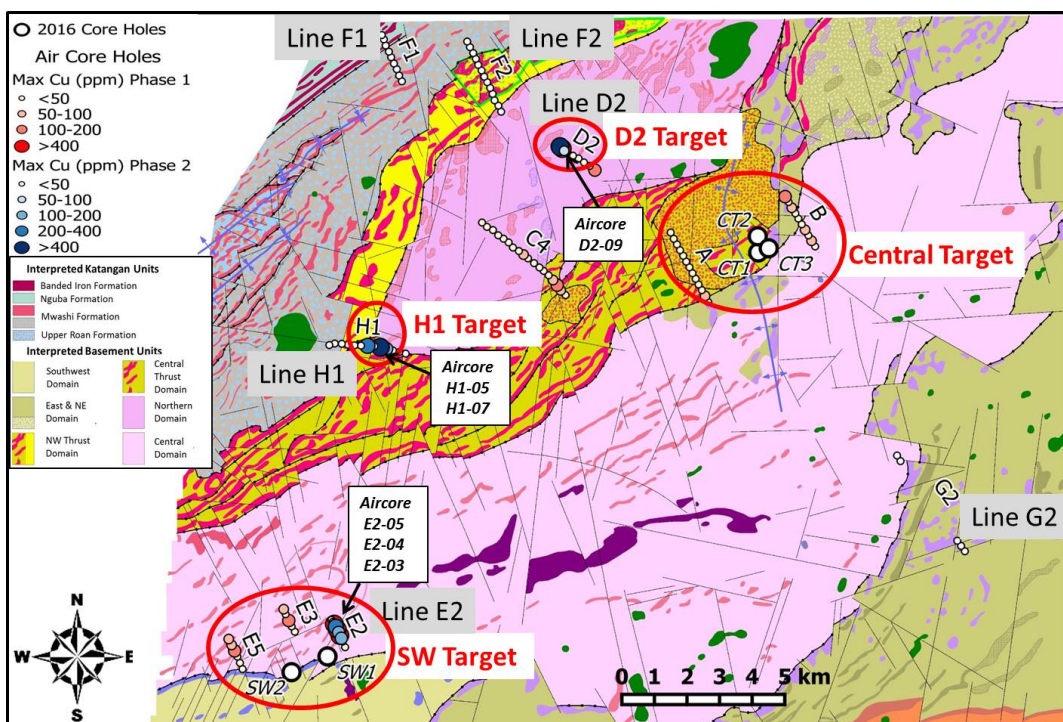 2016 Core Holes
Air Core Holes
Max Cu (ppm) Phase 1
<50
50-100
100-200
>400
Max Cu (ppm) Phase 2
<50
50-100
100-200
200-400
>400
Interpreted Katangan Units
Banded Iron Formation
Nguba Formation
Mwashi Formation
Upper Roan Formation
Interpreted Basement Units
Southwest
Domain
East & NE
Domain
NW Thrust
Domain
Central
Thrust
Domain
Northern
Domain
Central
Domain
Line F1
F1
Line F2
F2
Line D2
D2
D2 Target
Aircore
D2-09
C4
A
B
CT2
CT1
CT3
Central Target
H1
H1 Target
Line H1
Aircore
H1-05
H1-07
G2
Line G2
Aircore
E2-05
E2-04
E2-03
Line E2
E2
E3
E5
SW Target
SW1
SW2
N
W
E
S
0 1 2 3 4 5 km